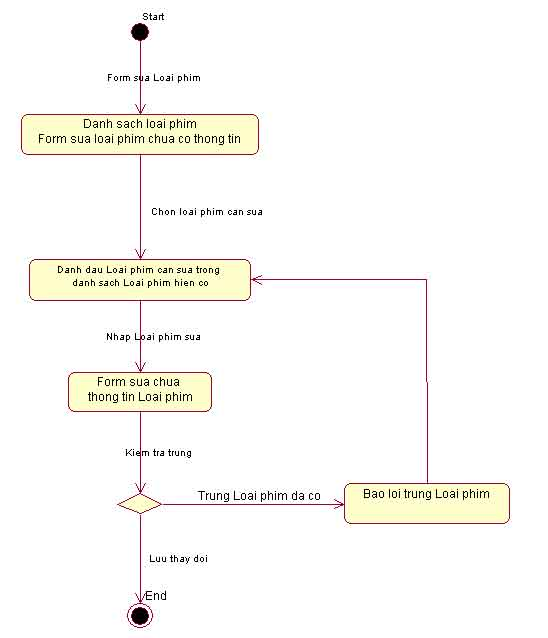 Start
Form sua Loai phim
Danh sach loai phim
Form sua loai phim chua co thong tin
Chon loai phim can sua
Danh dau Loai phim can sua trong
danh sach Loai phim hien co
Nhap Loai phim sua
Form sua chua
thong tin Loai phim
Kiem tra trung
Trung Loai phim da co
Bao loi trung Loai phim
Luu thay doi
End